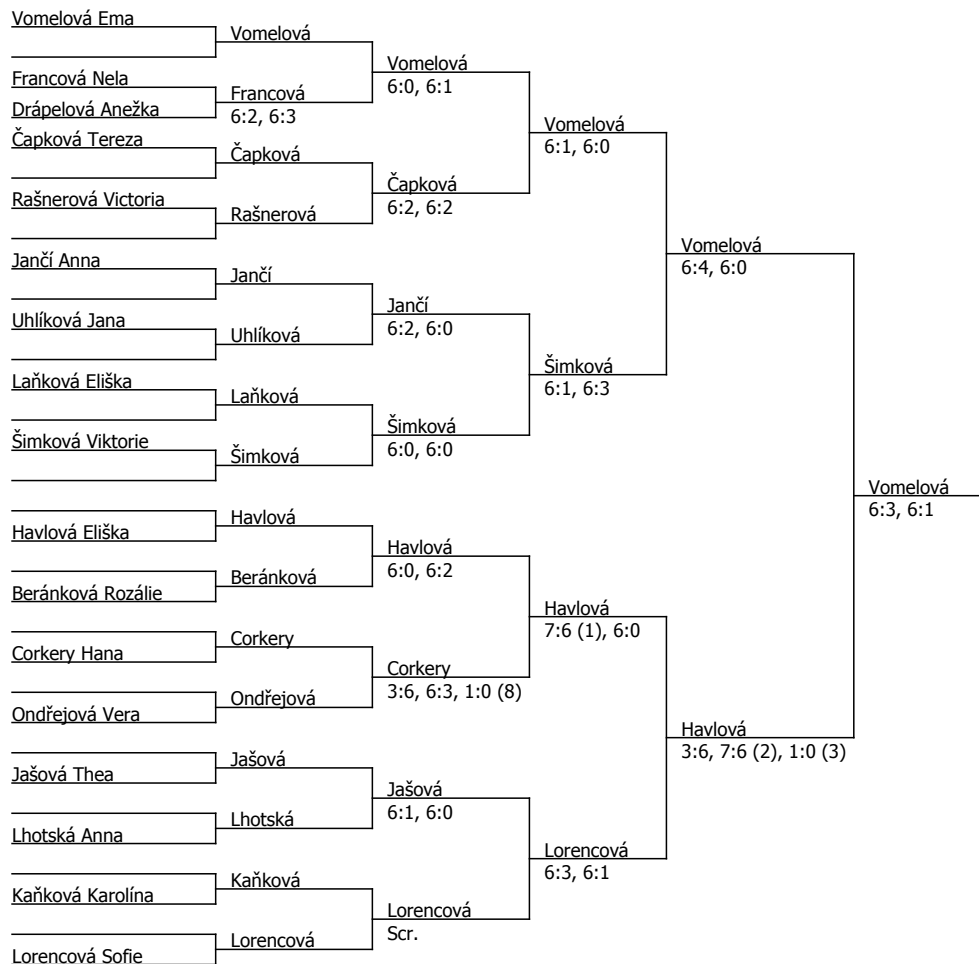 Vomelová Ema
Francová Nela
Drápelová Anežka
Čapková Tereza
Rašnerová Victoria
Jančí Anna
Uhlíková Jana
Laňková Eliška
Šimková Viktorie
Havlová Eliška
Beránková Rozálie
Corkery Hana
Ondřejová Vera
Jašová Thea
Lhotská Anna
Kaňková Karolína
Lorencová Sofie
Vomelová
Francová
6:2, 6:3
Čapková
Rašnerová
Jančí
Uhlíková
Laňková
Šimková
Havlová
Beránková
Corkery
Ondřejová
Jašová
Lhotská
Kaňková
Lorencová
Vomelová
6:0, 6:1
Čapková
6:2, 6:2
Jančí
6:2, 6:0
Šimková
6:0, 6:0
Havlová
6:0, 6:2
Corkery
3:6, 6:3, 1:0 (8)
Jašová
6:1, 6:0
Lorencová
Scr.
Vomelová
6:1, 6:0
Šimková
6:1, 6:3
Havlová
7:6 (1), 6:0
Lorencová
6:3, 6:1
Vomelová
6:4, 6:0
Havlová
3:6, 7:6 (2), 1:0 (3)
Vomelová
6:3, 6:1